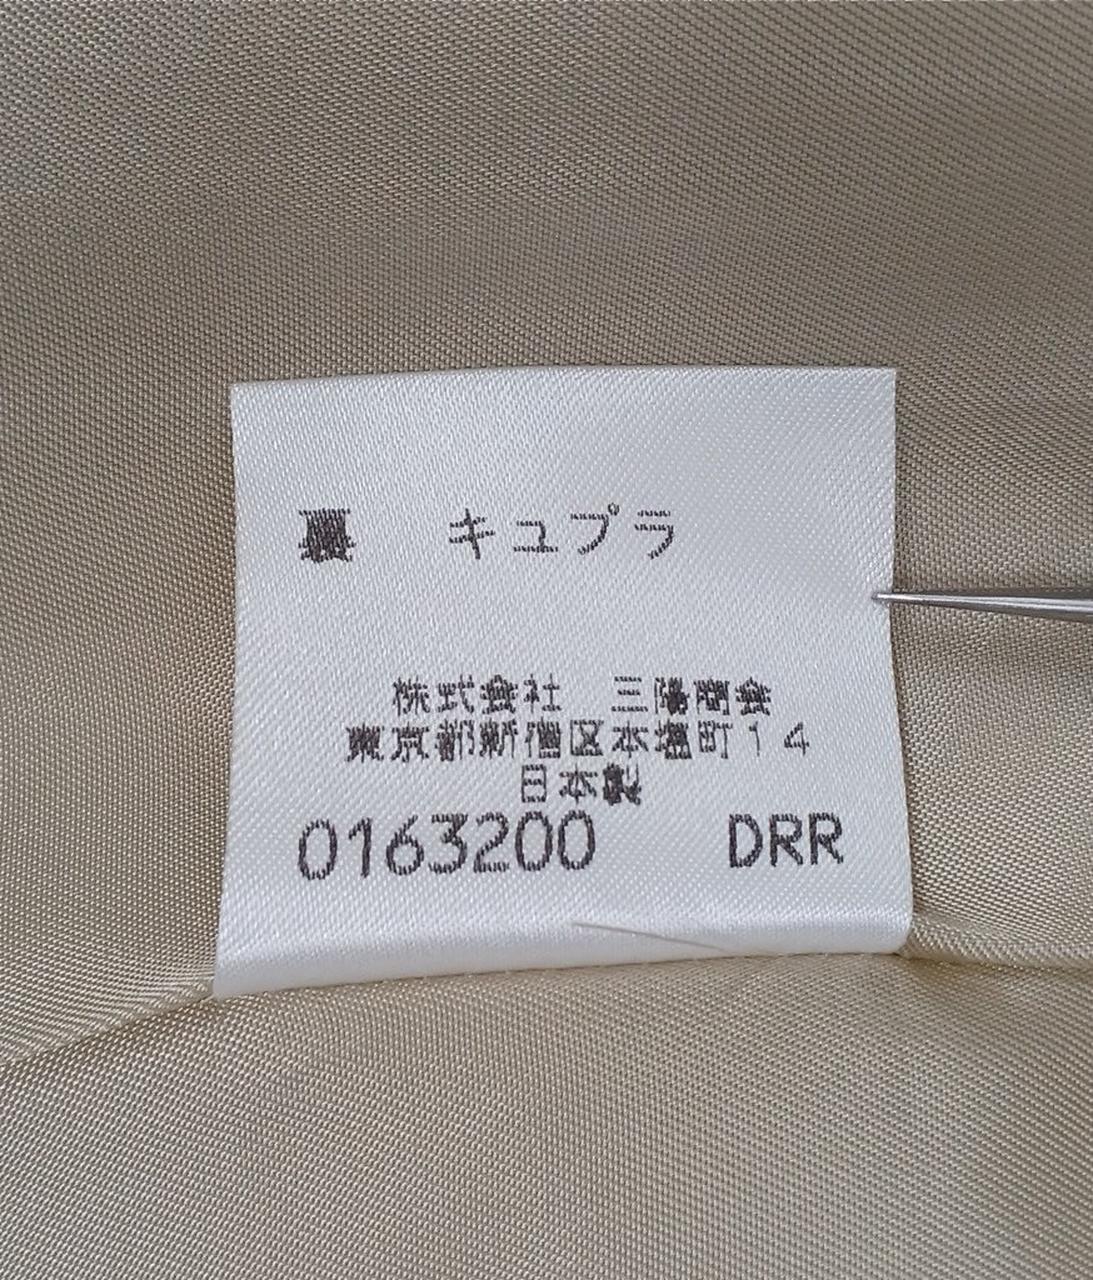 裏　キュプラ
株式会社　三陽商会
東京都新宿区本塩町１４
日本製
0163200　DRR